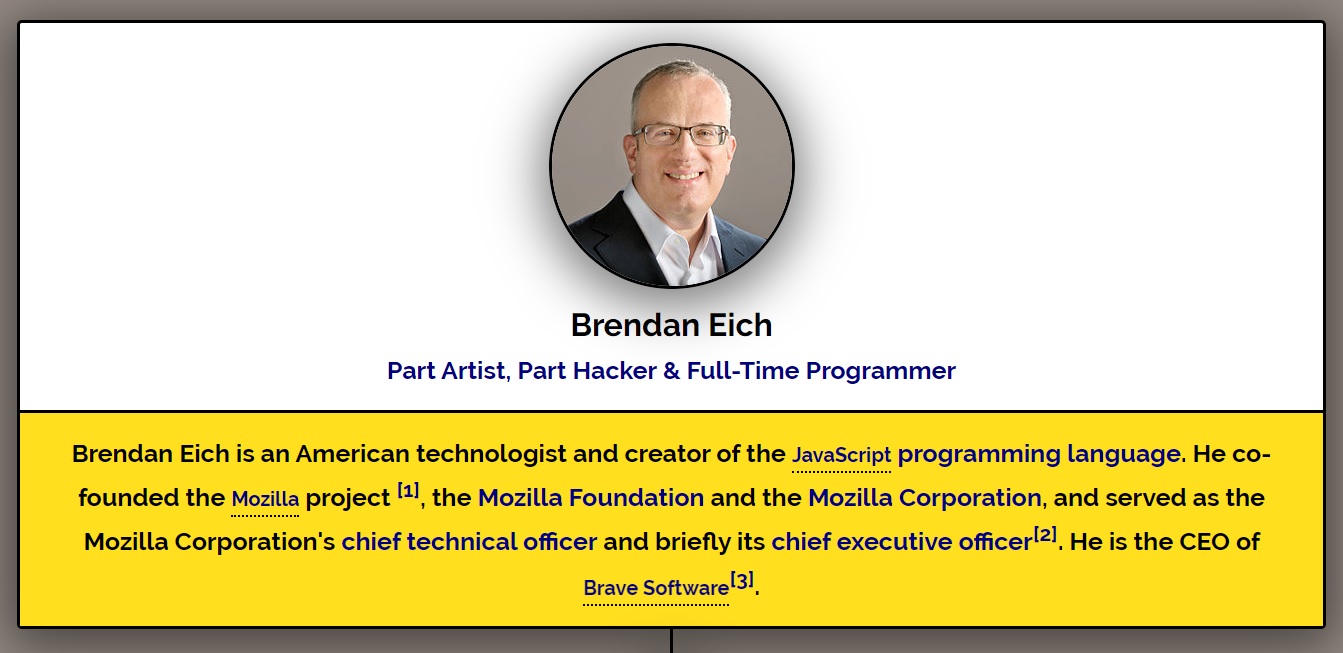 Brendan Eich
Part Artist, Part Hacker & Full-Time Programmer
Brendan Eich is an American technologist and creator of the JavaScript programming language. He co-
founded the Mozilla project [1], the Mozilla Foundation and the Mozilla Corporation, and served as the
Mozilla Corporation's chief technical officer and briefly its chief executive officer[2]. He is the CEO of
Brave Software[3].